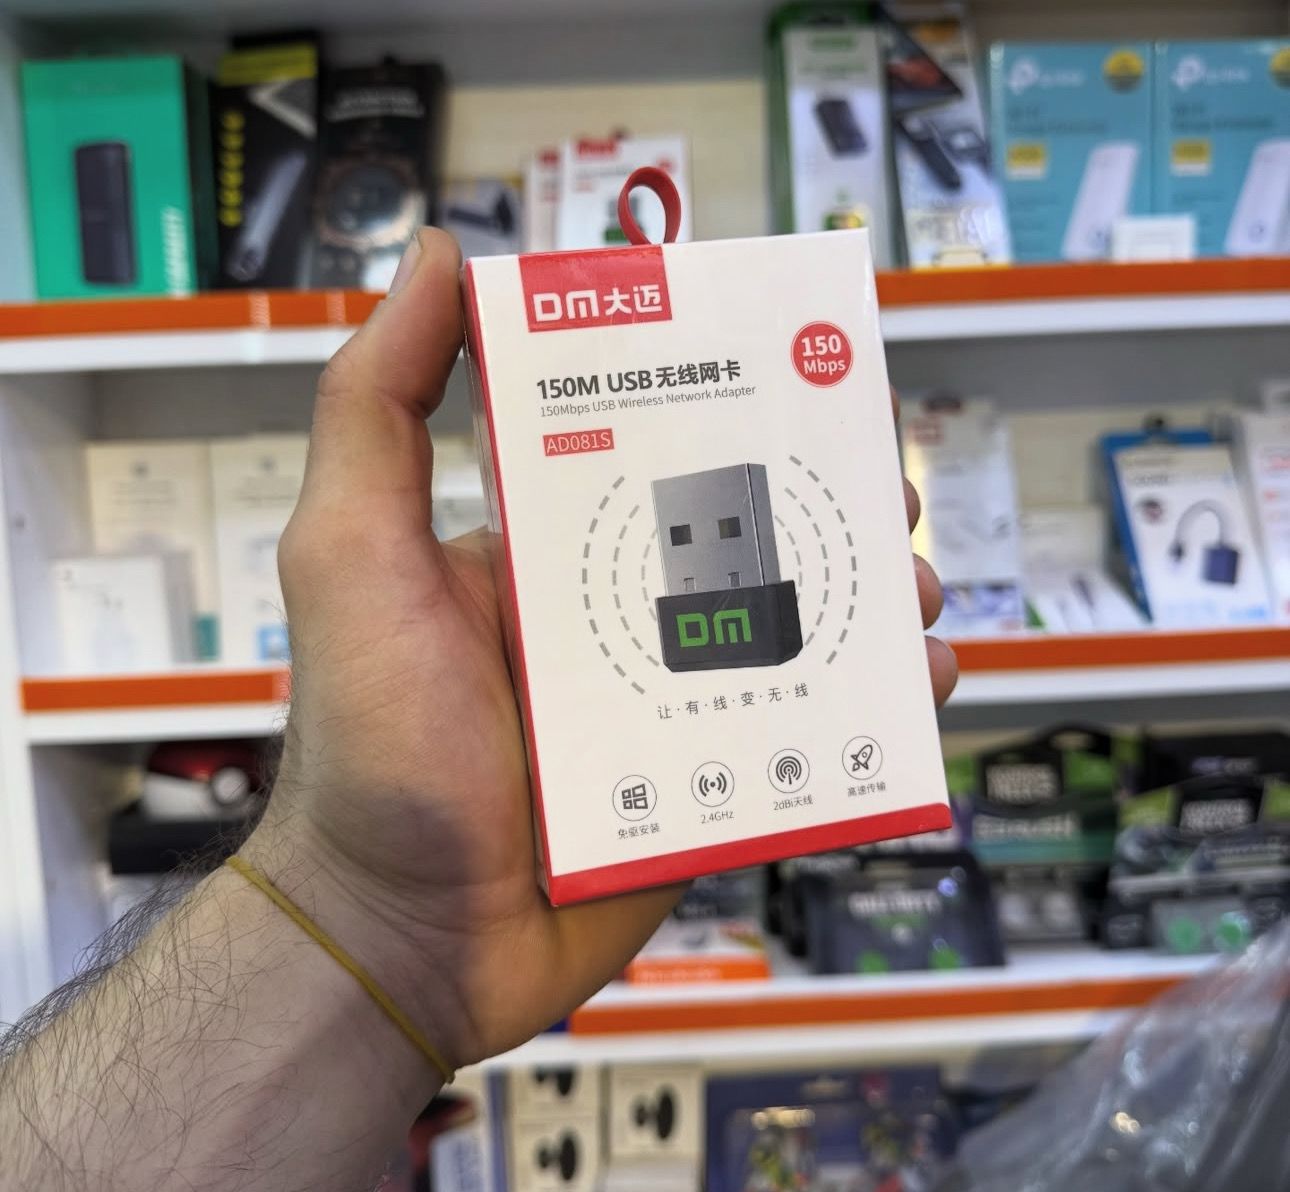 DM大迈
150
Mbps
150M USB无线网卡
150Mbps USB Wireless Network Adapter
AD081S
DM
让·有·线·变·无·线
免驱安装
2.4GHz
2dBi天线
高速传输